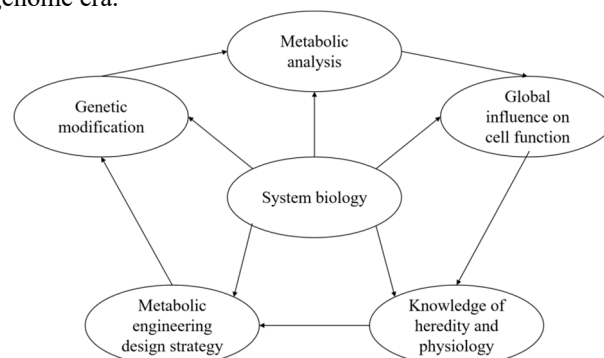 genomic era.
Metabolic
analysis
Genetic
modification
Global
influence on
cell function
System biology
Metabolic
engineering
design strategy
Knowledge of
heredity and
physiology